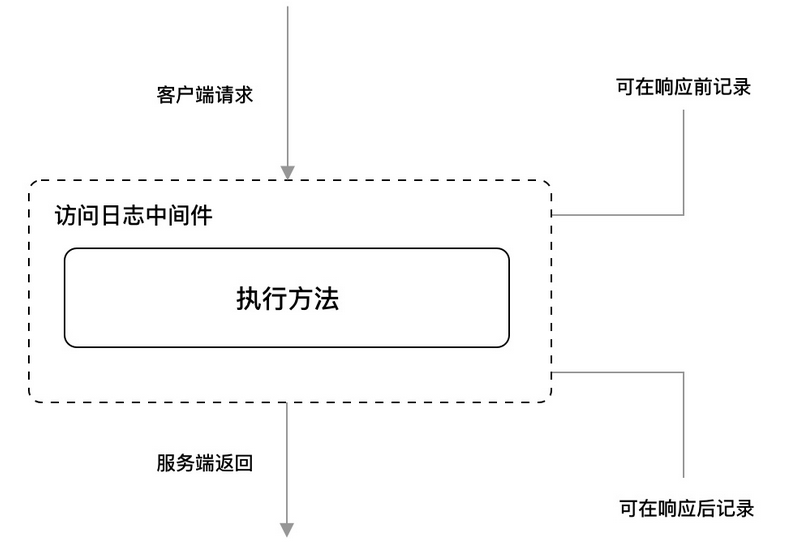 可在响应前记录
客户端请求
访问日志中间件
执行方法
服务端返回
可在响应后记录